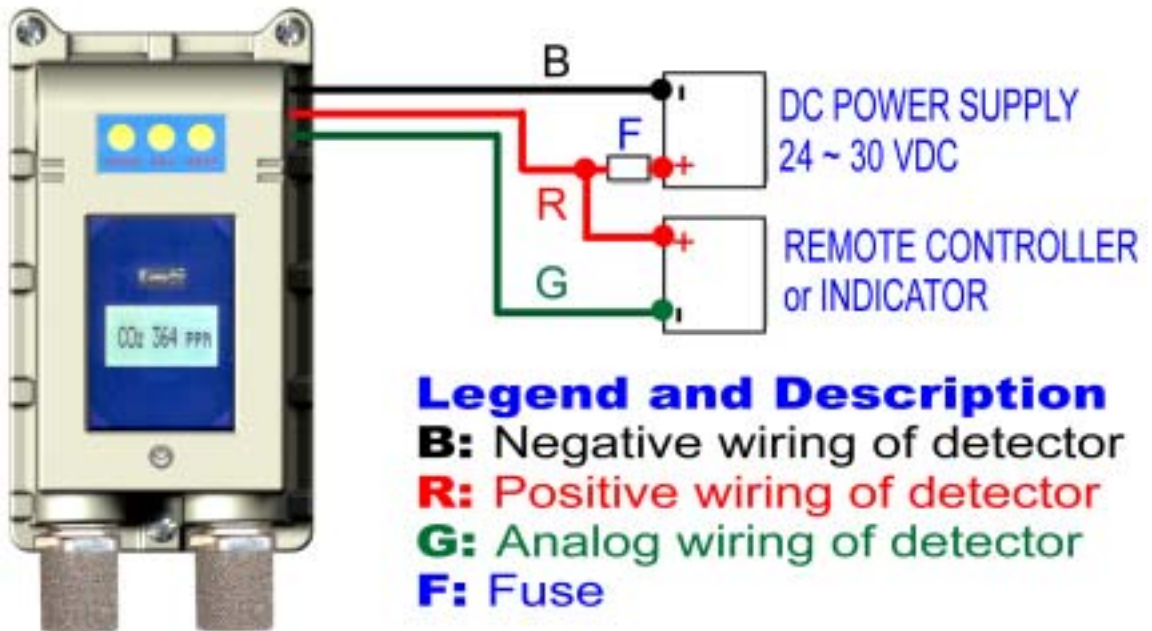 B
DC POWER SUPPLY
24 ~ 30 VDC
F
+
R
REMOTE CONTROLLER
or INDICATOR
+
G
CO2 364 PPM
Legend and Description
B: Negative wiring of detector
R: Positive wiring of detector
G: Analog wiring of detector
F: Fuse